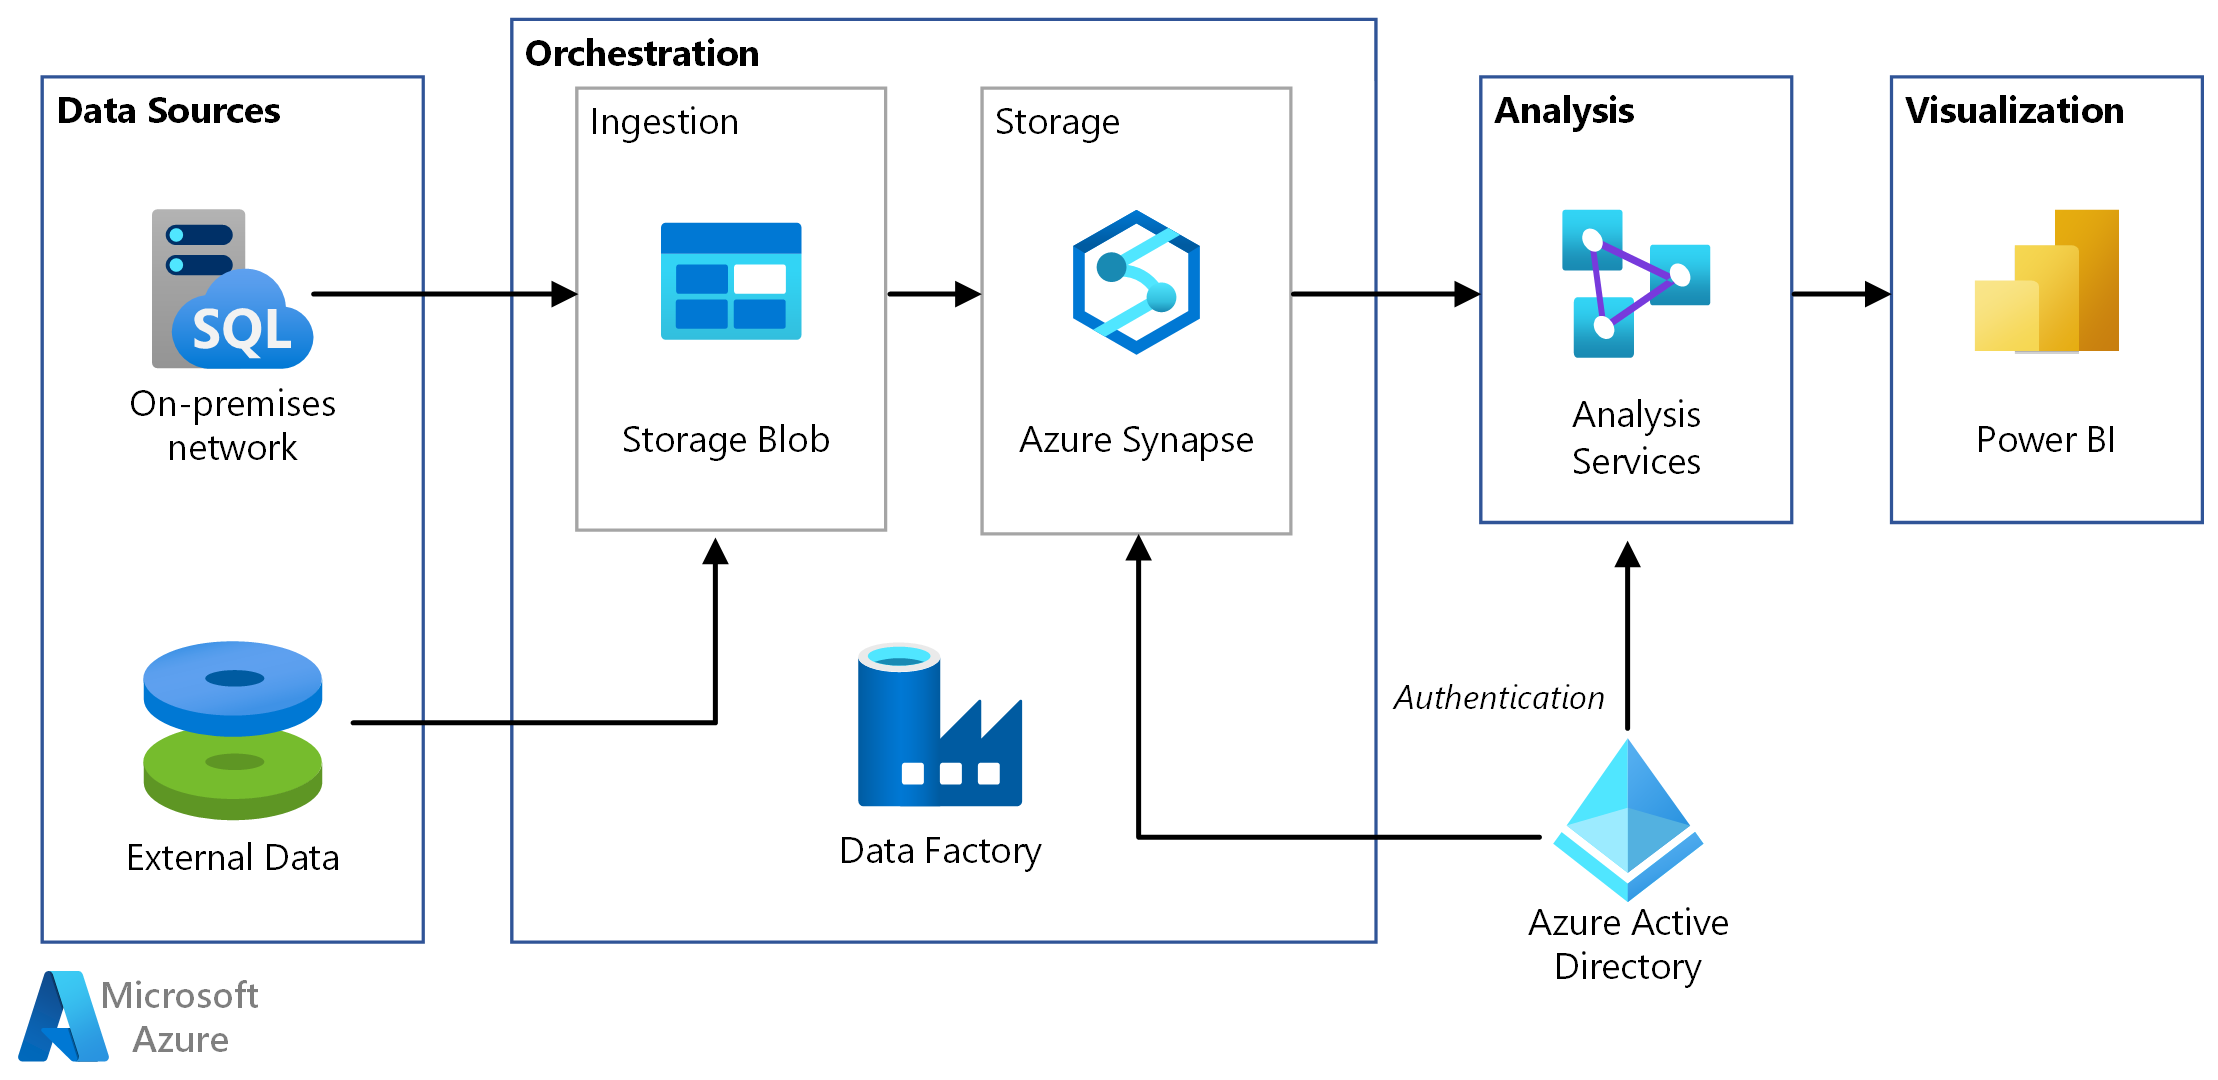 Data Sources
SQL
On-premises
network
External Data
Orchestration
Ingestion
Storage Blob
Storage
Azure Synapse
Data Factory
Analysis
Analysis
Services
Visualization
Power BI
Authentication
Azure Active
Directory
Microsoft
Azure